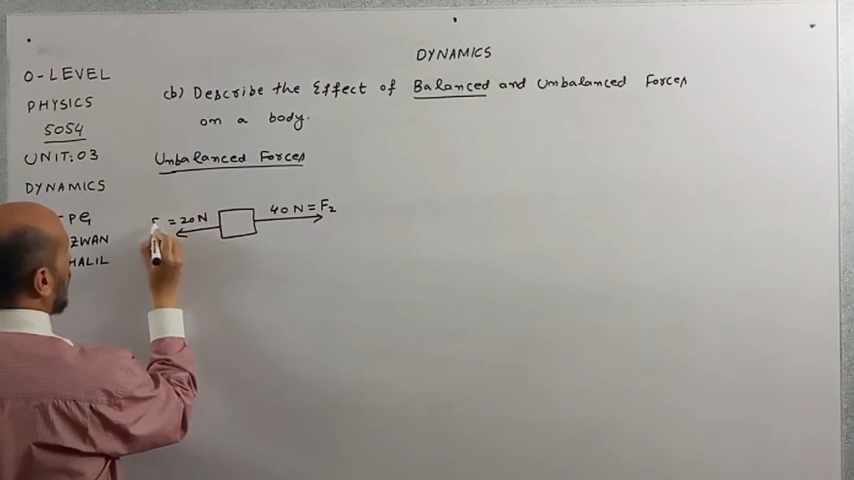 DYNAMICS
O-LEVEL
PHYSICS
5054
UNIT:03
DYNAMICS
ZWAN
HALIL
(b) Describe the Effect of Balanced and Unbalanced Forces
on a body.
Unbalanced Forces
= 20N
40 N = F2